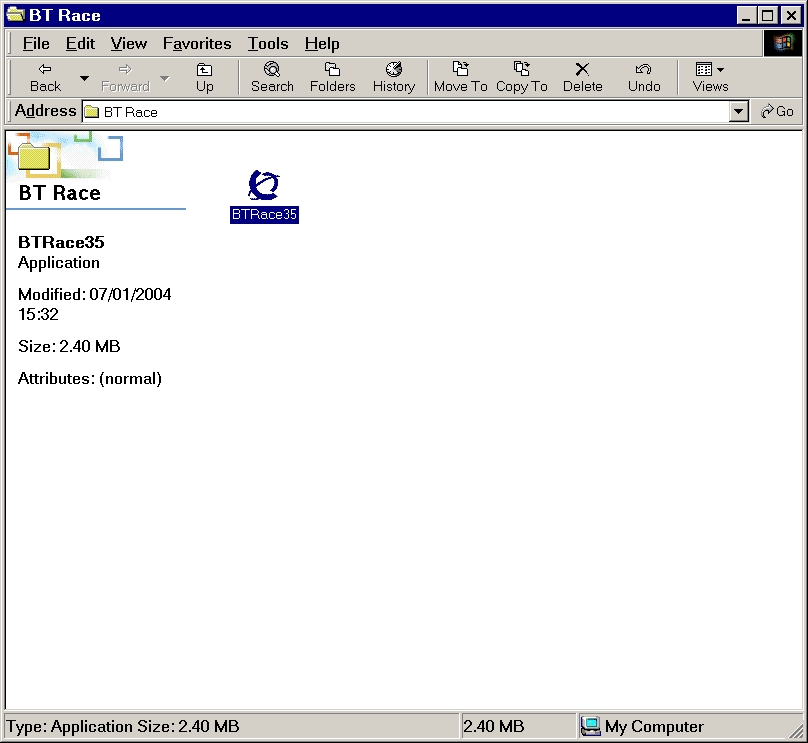 BT Race
File Edit View Favorites Tools Help
Back Forward Up Search Folders History Move To Copy To Delete Undo Views
Address BT Race Go
BT Race
BTRace35
BTRace35
Application
Modified: 07/01/2004
15:32
Size: 2.40 MB
Attributes: (normal)
Type: Application Size: 2.40 MB 2.40 MB My Computer